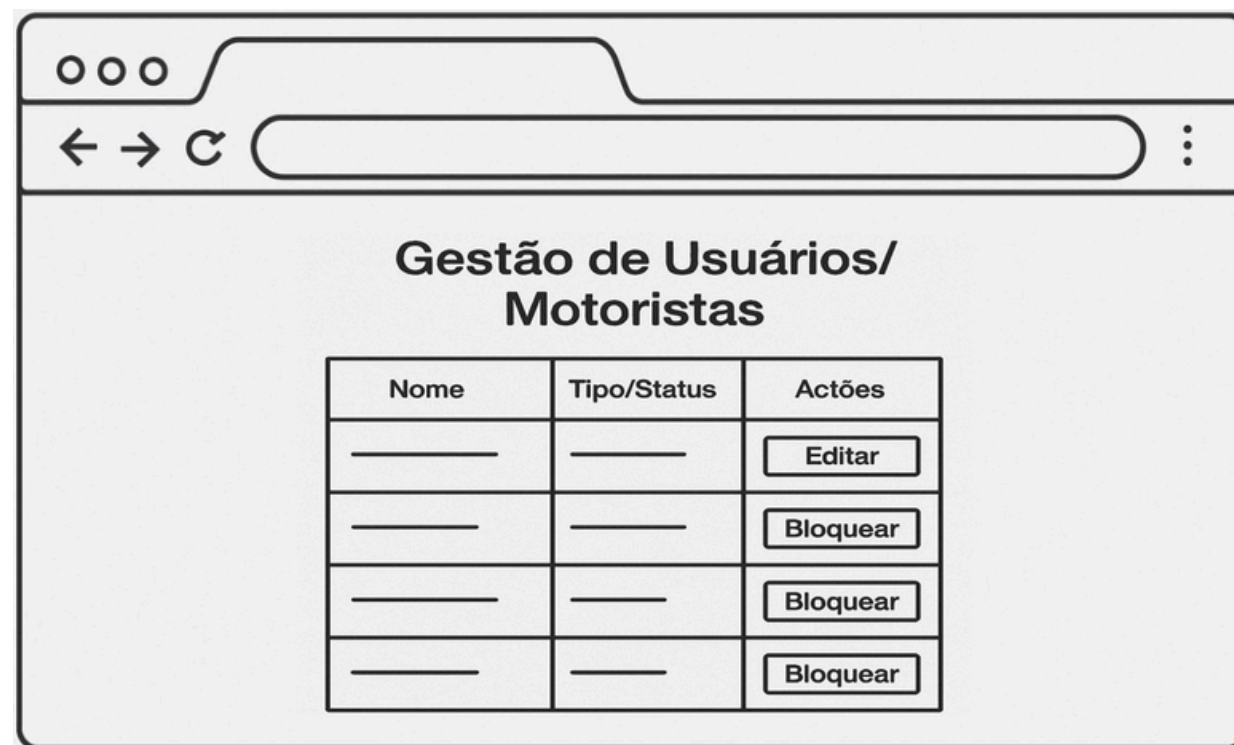 Gestão de Usuários/
Motoristas
Nome Tipo/Status Actões
Editar
Bloquear
Bloquear
Bloquear